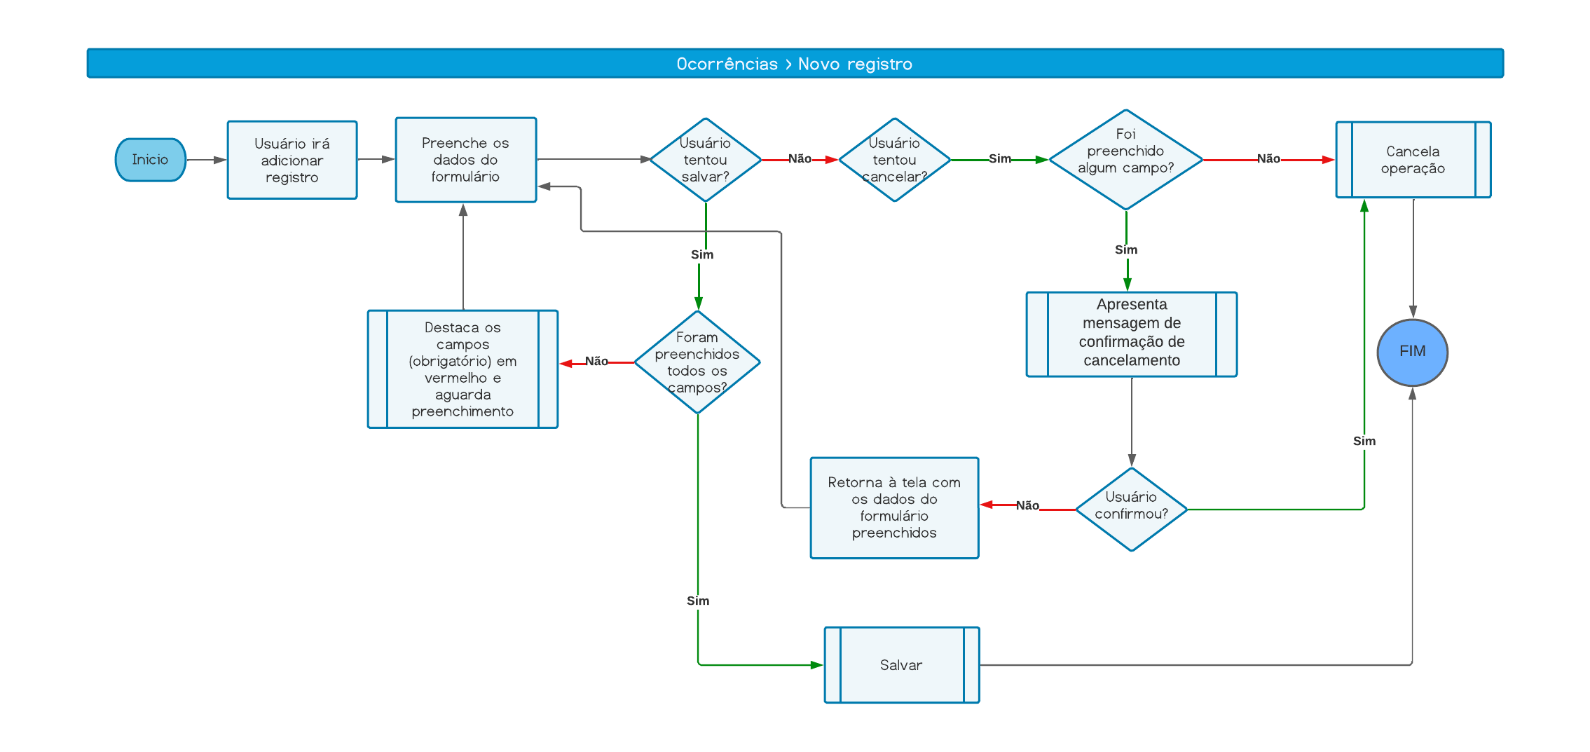 Ocorrências > Novo registro
Inicio
Usuário irá
adicionar
registro
Preenche os
dados do
formulário
Usuário
tentou
salvar?
Não
Usuário
tentou
cancelar?
Sim
Foi
preenchido
algum campo?
Não
Cancela
operação
Sim
Sim
Destaca os
campos
(obrigatório) em
vermelho e
aguarda
preenchimento
Não
Foram
preenchidos
todos os
campos?
Apresenta
mensagem de
confirmação de
cancelamento
FIM
Sim
Retorna à tela com
os dados do
formulário
preenchidos
Não
Usuário
confirmou?
Sim
Salvar